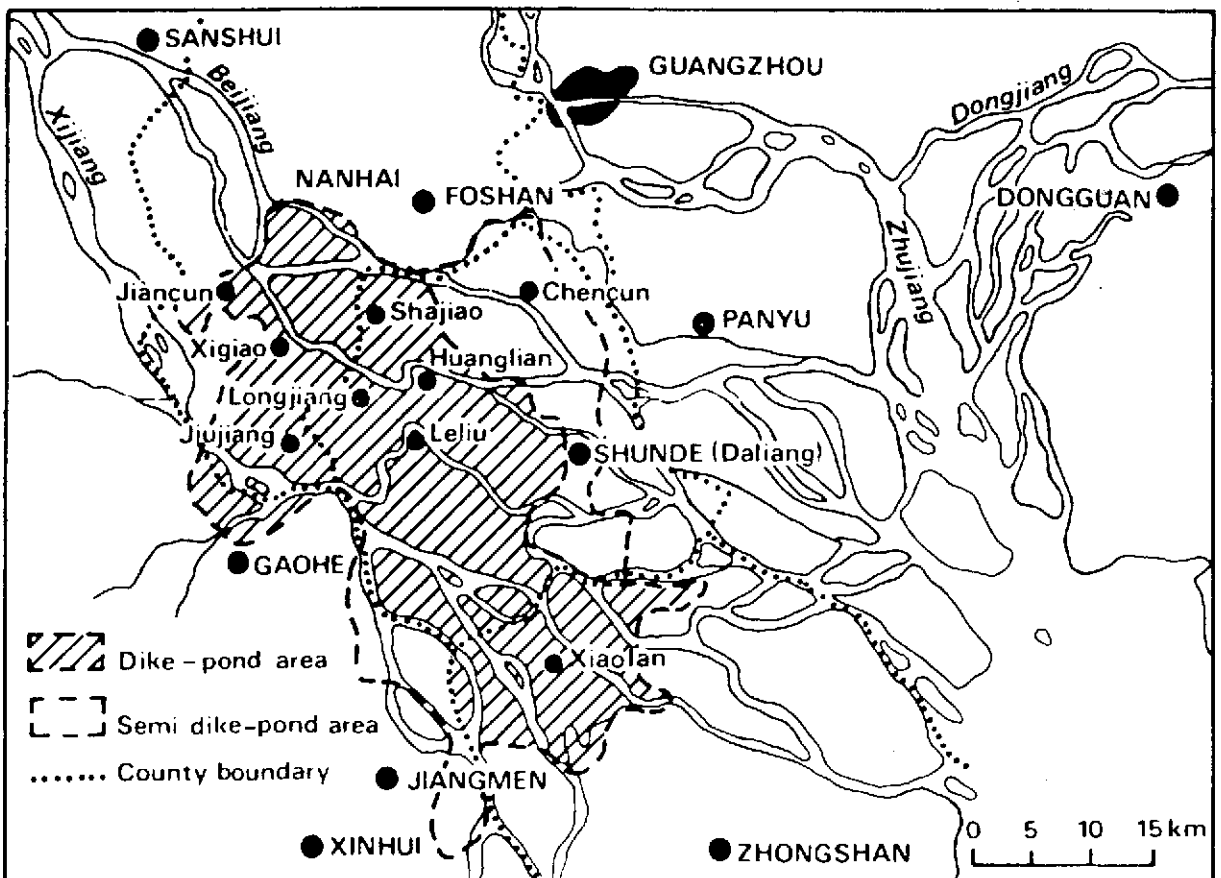 SANSHUI
GUANGZHOU
Beijiang
Xijiang
Dongjiang
NANHAI
FOSHAN
DONGGUAN
Zhujiang
Jiancun
Chencun
Shajiao
PANYU
Xigiao
Huanglian
Longjiang
Jiujiang
Leliu
SHUNDE (Daliang)
GAOHE
Dike-pond area
Xiaolan
Semi dike-pond area
County boundary
JIANGMEN
0 5 10 15 km
XINHUI
ZHONGSHAN